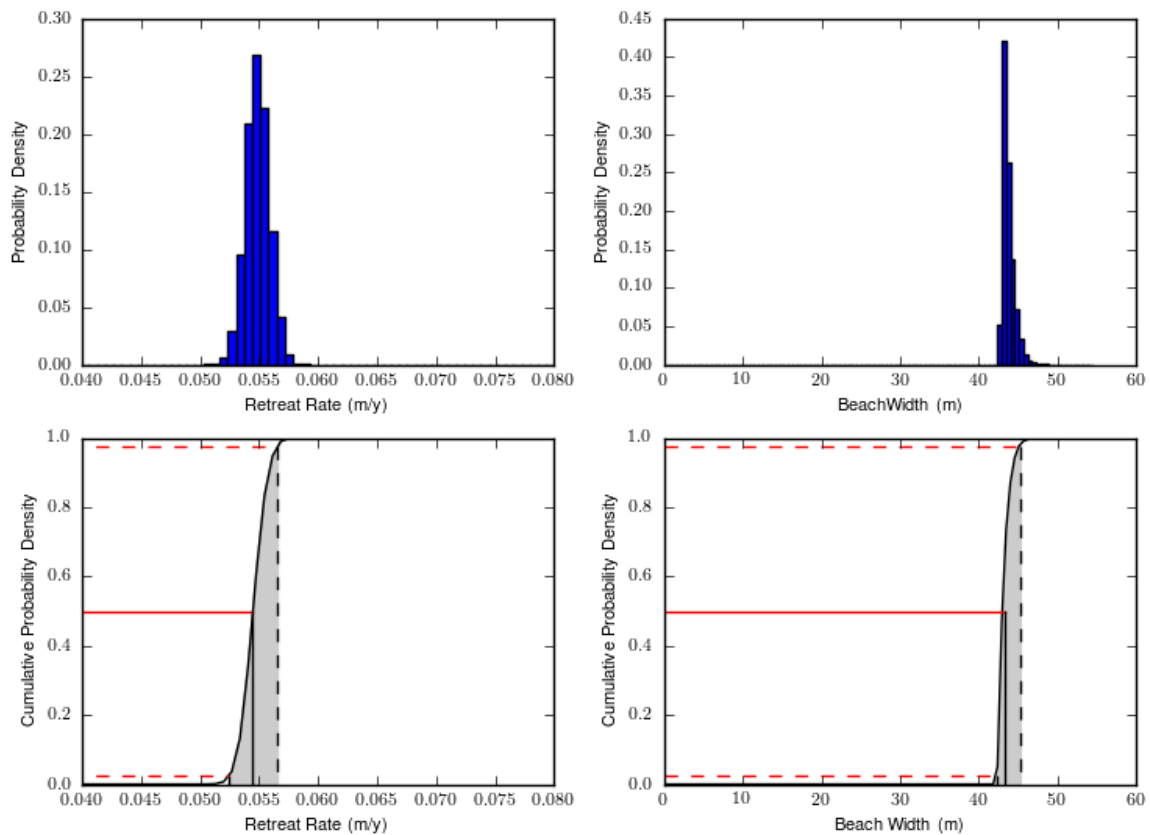 0.30
0.25
0.20
0.15
0.10
0.05
0.00
Probability Density
0.040 0.045 0.050 0.055 0.060 0.065 0.070 0.075 0.080
Retreat Rate (m/y)
0.45
0.40
0.35
0.30
0.25
0.20
0.15
0.10
0.05
0.00
Probability Density
0 10 20 30 40 50 60
BeachWidth (m)
1.0
0.8
0.6
0.4
0.2
0.0
Cumulative Probability Density
0.040 0.045 0.050 0.055 0.060 0.065 0.070 0.075 0.080
Retreat Rate (m/y)
1.0
0.8
0.6
0.4
0.2
0.0
Cumulative Probability Density
0 10 20 30 40 50 60
Beach Width (m)